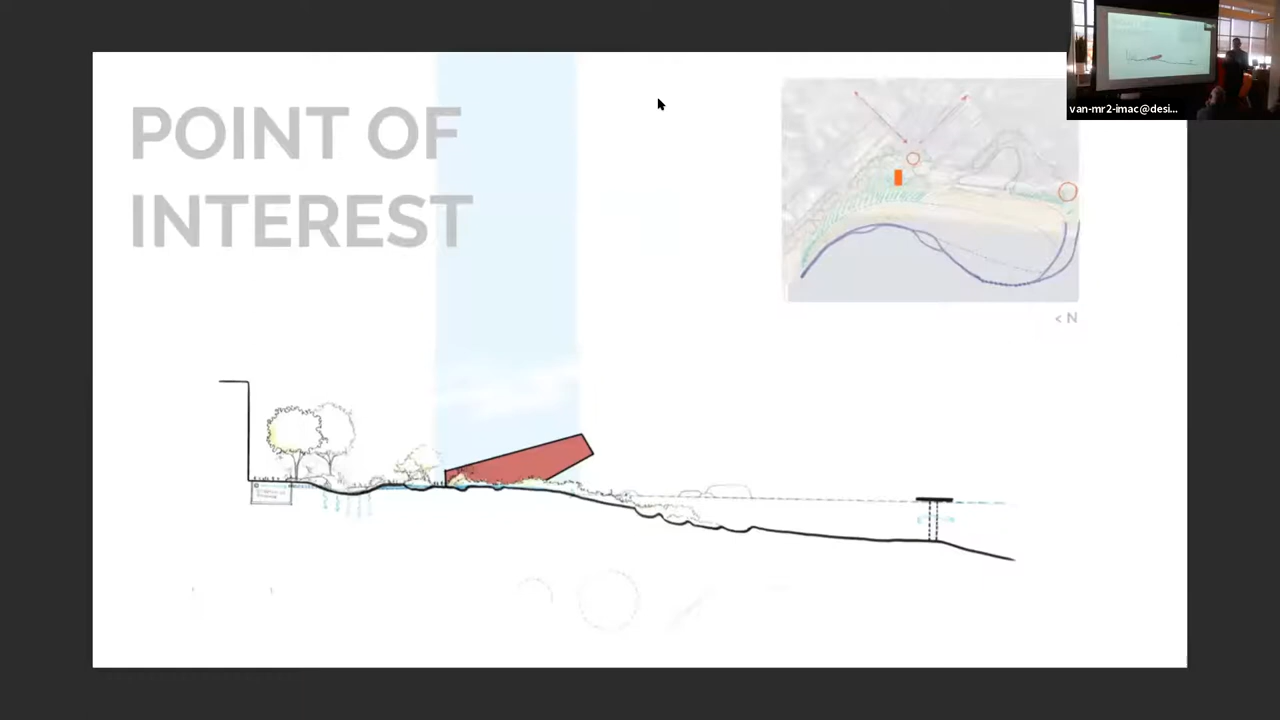 POINT OF
INTEREST
van-mr2-imac@desi...
< N